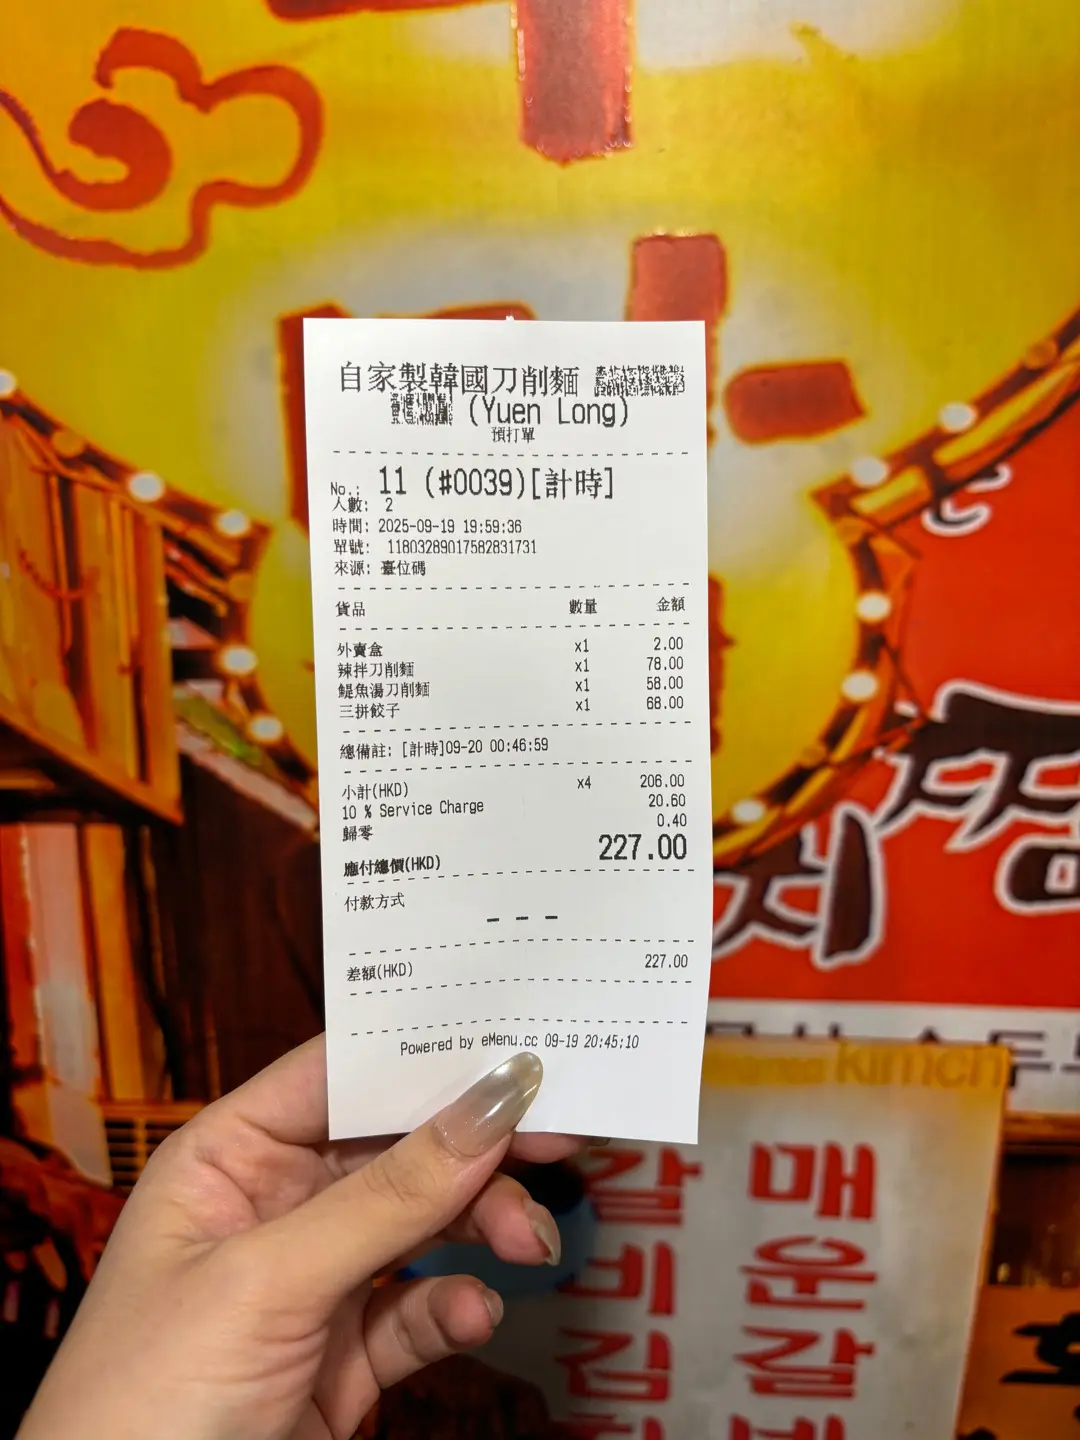 自家製韓國刀削麵
(Yuen Long)
預打單
No.: 11 (#0039)[計時]
人數: 2
時間: 2025-09-19 19:59:36
單號: 11803289017582831731
來源: 臺位碼
貨品 數量 金額
外賣盒 x1 2.00
辣拌刀削麵 x1 78.00
鯷魚湯刀削麵 x1 58.00
三拼餃子 x1 68.00
總備註: [計時]09-20 00:46:59
小計(HKD) x4 206.00
10 % Service Charge 20.60
歸零 0.40
應付總價(HKD) 227.00
付款方式
- - -
差額(HKD) 227.00
Powered by eMenu.cc 09-19 20:45:10
kimchi
매운갈비
갈비김